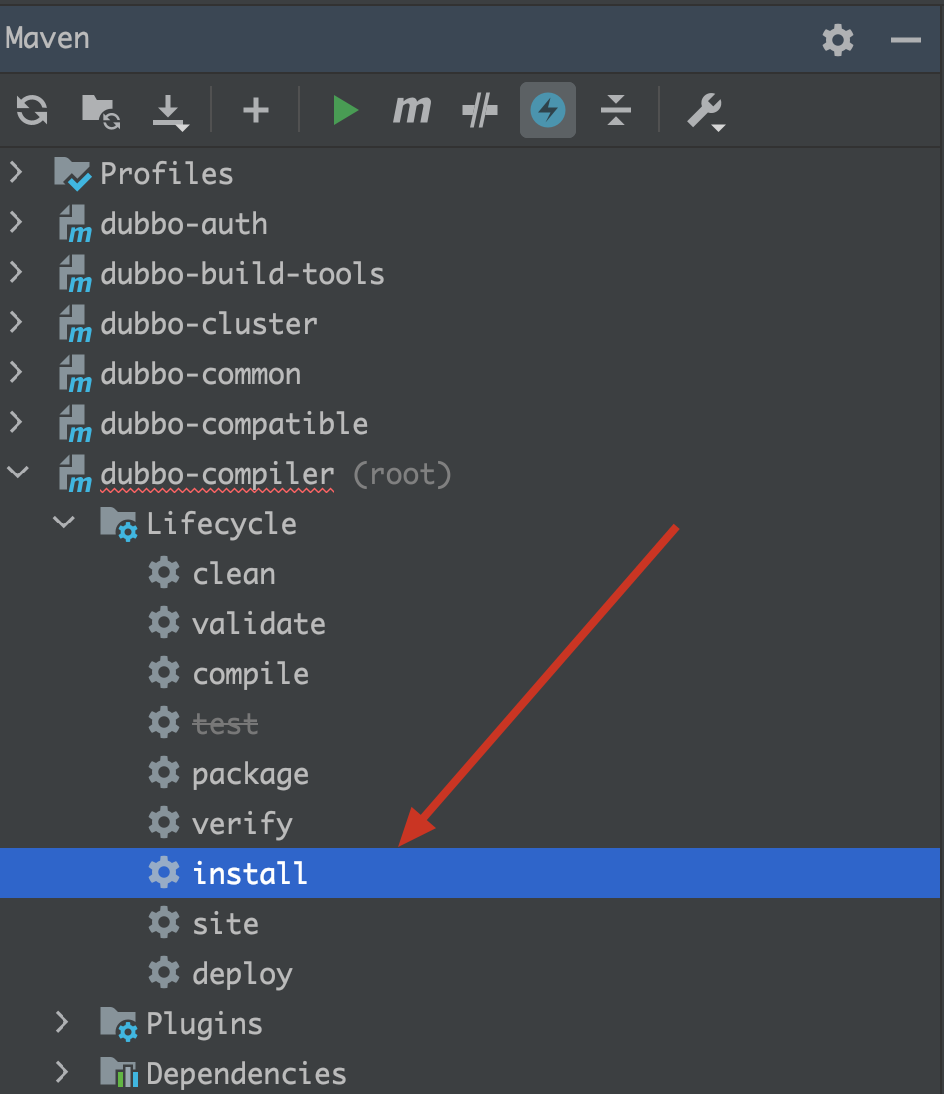 Maven
m
Profiles
dubbo-auth
dubbo-build-tools
dubbo-cluster
dubbo-common
dubbo-compatible
dubbo-compiler (root)
Lifecycle
clean
validate
compile
test
package
verify
install
site
deploy
Plugins
Dependencies